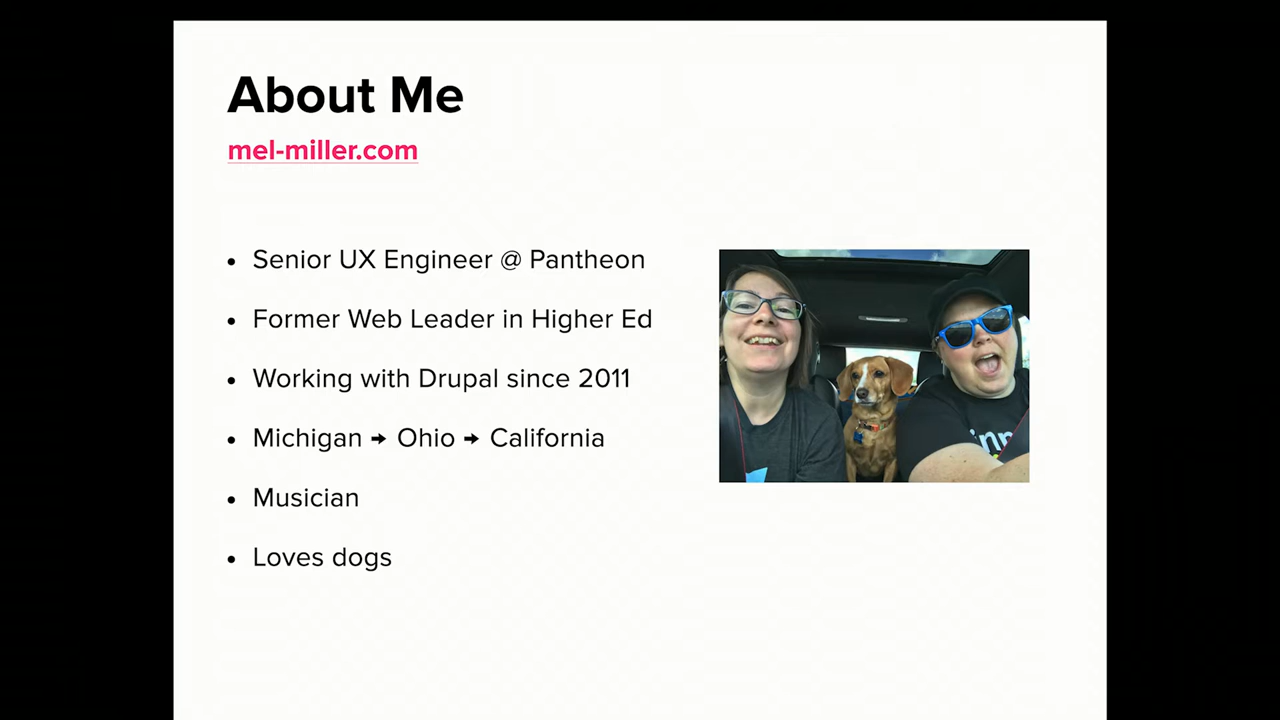 About Me
mel-miller.com
• Senior UX Engineer @ Pantheon
• Former Web Leader in Higher Ed
• Working with Drupal since 2011
• Michigan → Ohio → California
• Musician
• Loves dogs